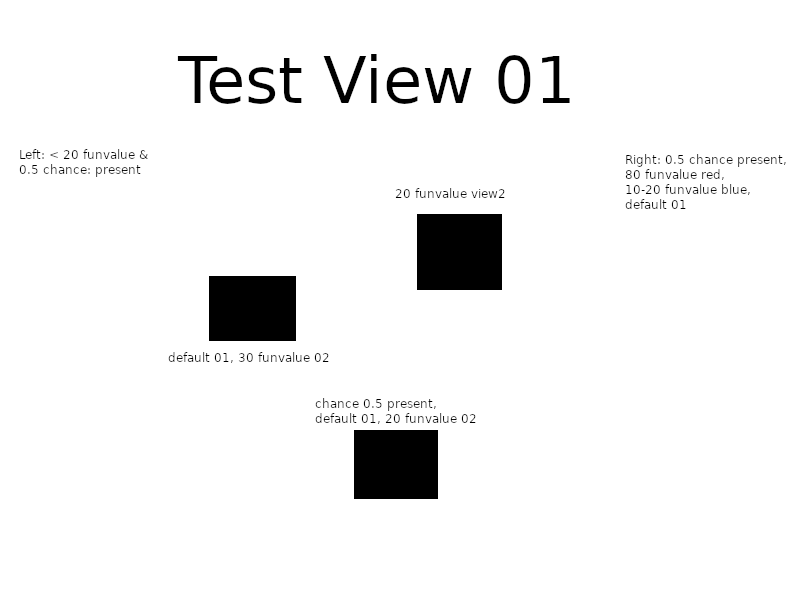 Test View 01
Left: < 20 funvalue &
0.5 chance: present
Right: 0.5 chance present,
80 funvalue red,
10-20 funvalue blue,
default 01
20 funvalue view2
default 01, 30 funvalue 02
chance 0.5 present,
default 01, 20 funvalue 02